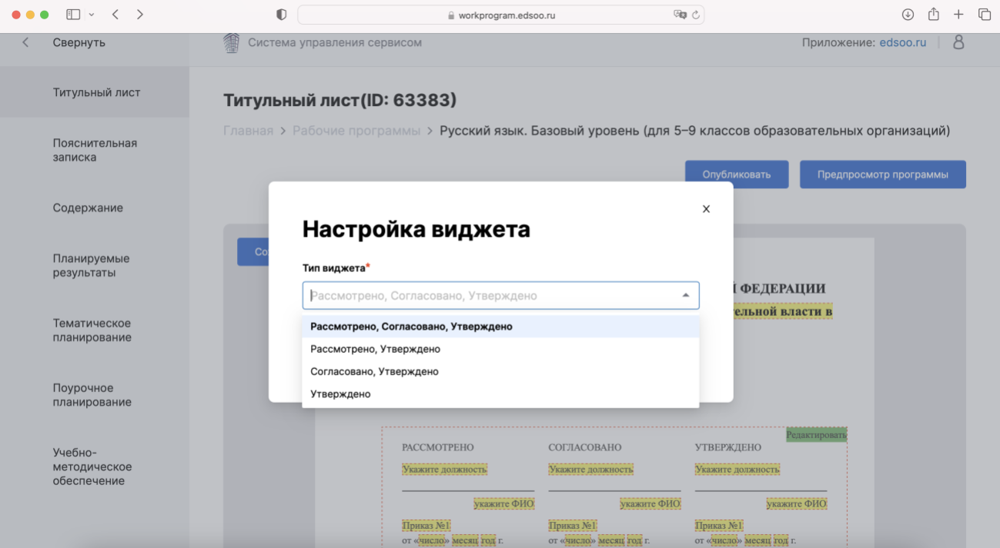 workprogram.edsoo.ru
Свернуть
Система управления сервисом
Приложение: edsoo.ru
Титульный лист
Пояснительная
записка
Содержание
Планируемые
результаты
Тематическое
планирование
Поурочное
планирование
Учебно-
методическое
обеспечение
Титульный лист(ID: 63383)
Главная > Рабочие программы > Русский язык. Базовый уровень (для 5–9 классов образовательных организаций)
Опубликовать
Предпросмотр программы
Настройка виджета
Тип виджета*
Рассмотрено, Согласовано, Утверждено
Рассмотрено, Согласовано, Утверждено
Рассмотрено, Утверждено
Согласовано, Утверждено
Утверждено
Со
Й ФЕДЕРАЦИИ
ельной власти в
Редактировать
РАССМОТРЕНО СОГЛАСОВАНО УТВЕРЖДЕНО
Укажите должность Укажите должность Укажите должность
укажите ФИО укажите ФИО укажите ФИО
Приказ №1 Приказ №1 Приказ №1
от «число» месяц год г. от «число» месяц год г. от «число» месяц год г.